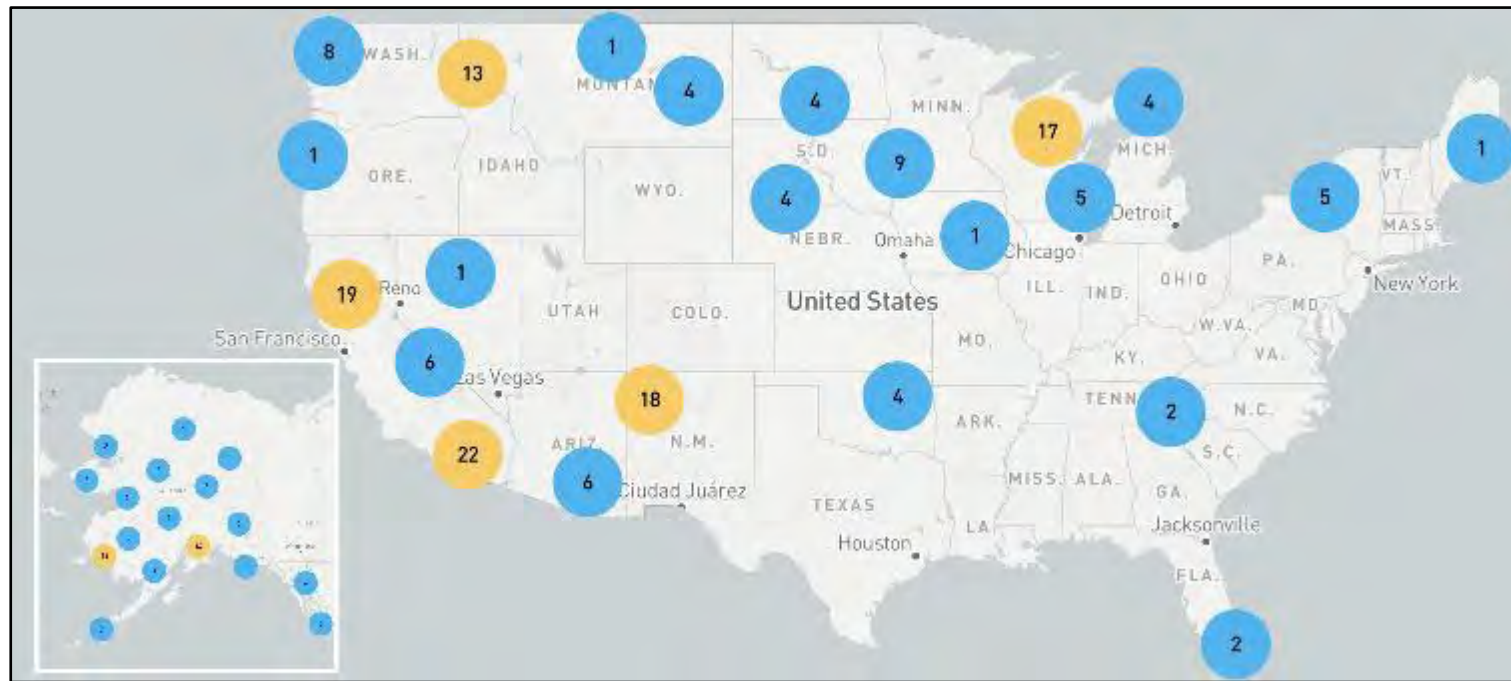 8
WASH.
13
1
MONTAN
4
4
MINN.
17
4
MICH.
1
1
ORE.
IDAHO
WYO.
S.D.
9
4
NEBR.
Omaha
1
5
Chicago
Detroit
5
VT.
MASS.
New York
19
Reno
1
UTAH
COLO.
United States
ILL.
IND.
OHIO
PA.
MD.
W.VA.
VA.
KY.
MO.
San Francisco
6
Las Vegas
18
N.M.
ARIZ.
22
6
Ciudad Juárez
4
ARK.
TENN
2
N.C.
S.C.
MISS.
ALA.
GA.
TEXAS
LA
Houston
Jacksonville
FLA.
2